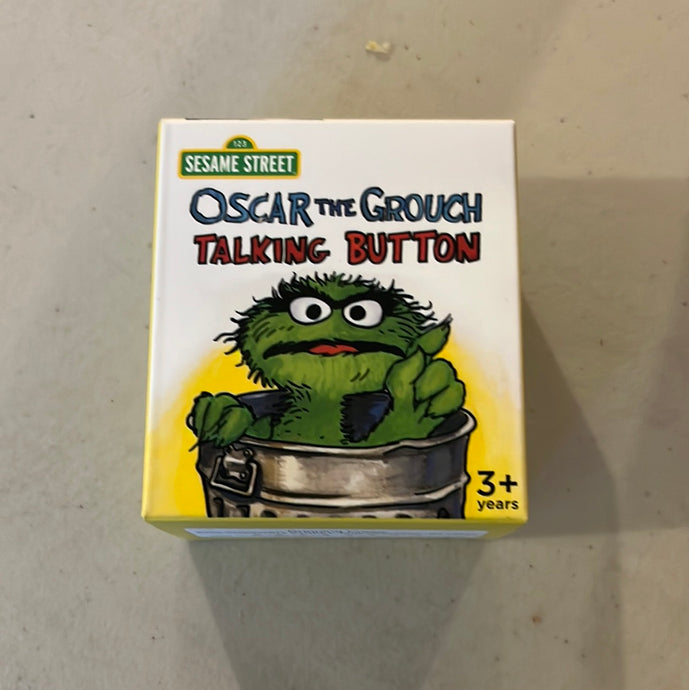 123
SESAME STREET
OSCAR THE GROUCH
TALKING BUTTON
3+
years